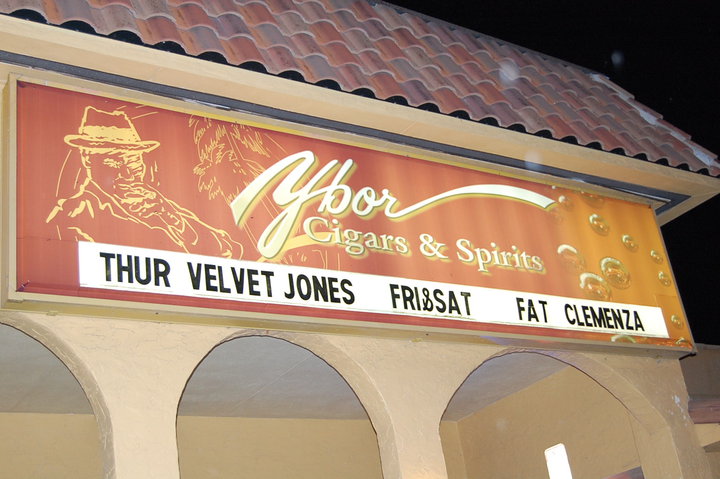 Ybor
Cigars & Spirits
THUR VELVET JONES FRI&SAT FAT CLEMENZA